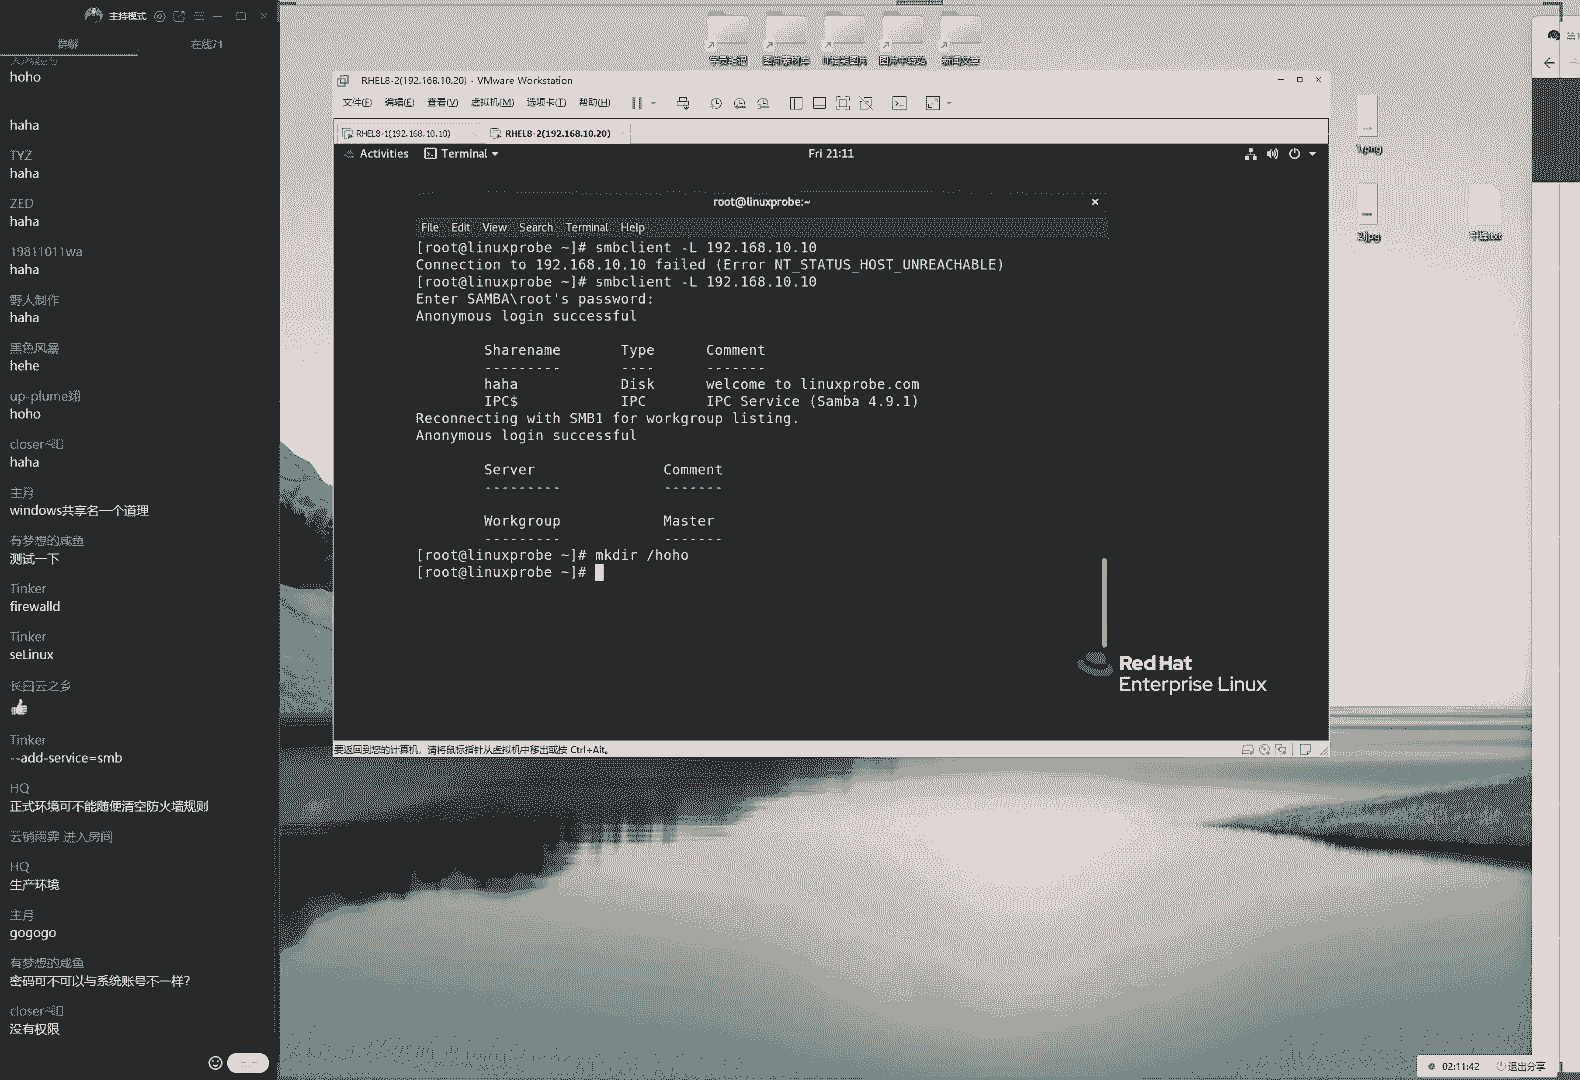 主持模式
群聊
在线71
hoho
haha
TYZ
haha
ZED
haha
19811011wa
haha
野人制作
haha
黑色风暴
hehe
up-plume翊
hoho
haha
主月
windows共享名一个道理
有梦想的咸鱼
测试一下
Tinker
firewalld
Tinker
seLinux
长白云之乡
Tinker
--add-service=smb
HQ
正式环境可不能随便清空防火墙规则
进入房间
HQ
生产环境
主月
gogogo
有梦想的咸鱼
密码可不可以与系统账号不一样?
没有权限
RHEL8-2(192.168.10.20) - VMware Workstation
文件(F) 编辑(E) 查看(V) 虚拟机(M) 选项卡(T) 帮助(H)
RHEL8-1(192.168.10.10) RHEL8-2(192.168.10.20)
Activities Terminal Fri 21:11
root@linuxprobe:~
File Edit View Search Terminal Help
[root@linuxprobe ~]# smbclient -L 192.168.10.10
Connection to 192.168.10.10 failed (Error NT_STATUS_HOST_UNREACHABLE)
[root@linuxprobe ~]# smbclient -L 192.168.10.10
Enter SAMBA\root's password:
Anonymous login successful
Sharename Type Comment
--------- ---- -------
haha Disk welcome to linuxprobe.com
IPC$ IPC IPC Service (Samba 4.9.1)
Reconnecting with SMB1 for workgroup listing.
Anonymous login successful
Server Comment
--------- -------
Workgroup Master
--------- -------
[root@linuxprobe ~]# mkdir /hoho
[root@linuxprobe ~]#
Red Hat
Enterprise Linux
要返回到您的计算机，请将鼠标指针从虚拟机中移出或按 Ctrl+Alt。
1.png
2.jpg
02:11:42 退出分享